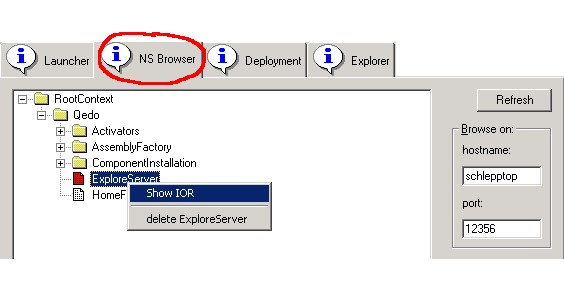 Launcher
NS Browser
Deployment
Explorer
RootContext
Qedo
Activators
AssemblyFactory
ComponentInstallation
ExploreServer
HomeF
Show IOR
delete ExploreServer
Refresh
Browse on:
hostname:
schlepptop
port:
12356